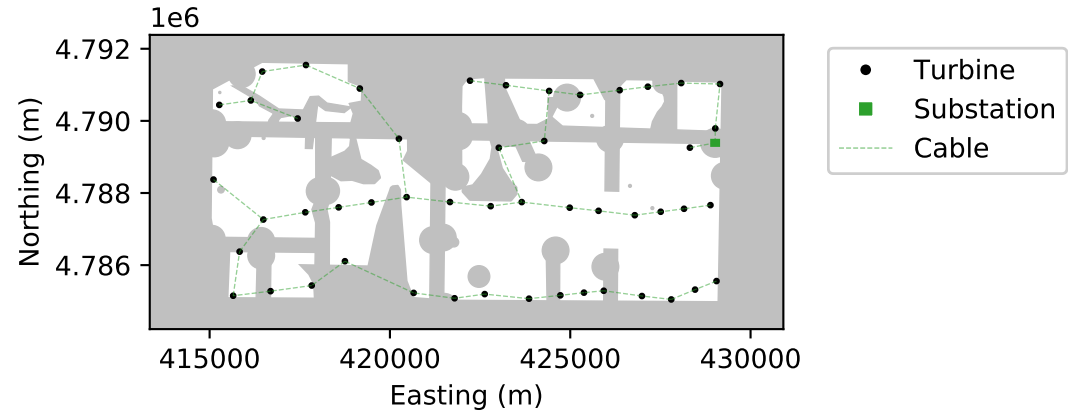 1e6
4.792
4.790
4.788
4.786
Northing (m)
415000 420000 425000 430000
Easting (m)
Turbine
Substation
Cable